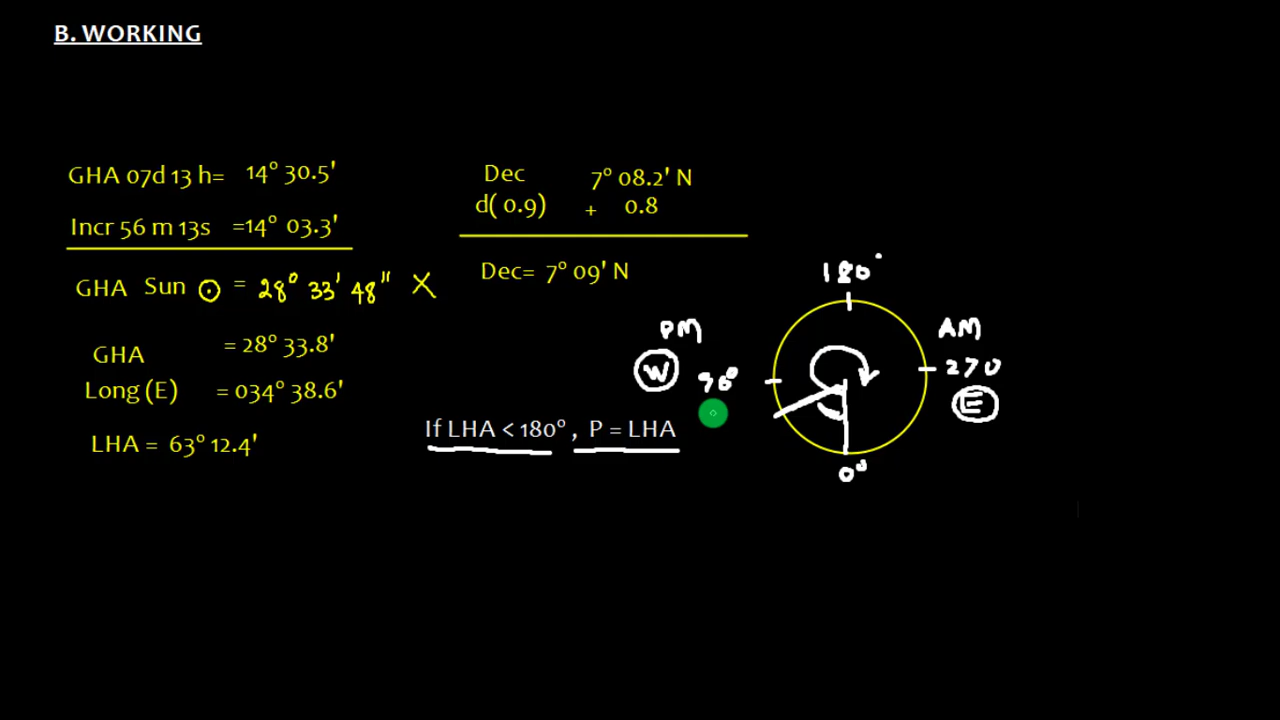 B. WORKING
GHA 07d 13 h= 14° 30.5'
Incr 56 m 13s =14° 03.3'
GHA Sun ☉ = 28° 33' 48" X
GHA = 28° 33.8'
Long (E) = 034° 38.6'
LHA = 63° 12.4'
Dec 7° 08.2' N
d( 0.9) + 0.8
Dec= 7° 09' N
If LHA < 180° , P = LHA
180°
PM
AM
W
90°
270
E
0°